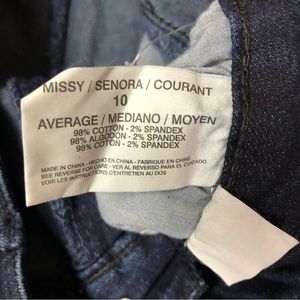 MISSY / SENORA / COURANT
10
AVERAGE / MEDIANO / MOYEN
98% COTTON - 2% SPANDEX
98% ALGODON - 2% SPANDEX
98% COTON - 2% SPANDEX
MADE IN CHINA - HECHO EN CHINA - FABRIQUE EN CHINE
SEE REVERSE FOR CARE - VER AL REVERSO PARA EL CUIDADO
VOIR LES INSTRUCTIONS D'ENTRETIEN AU DOS